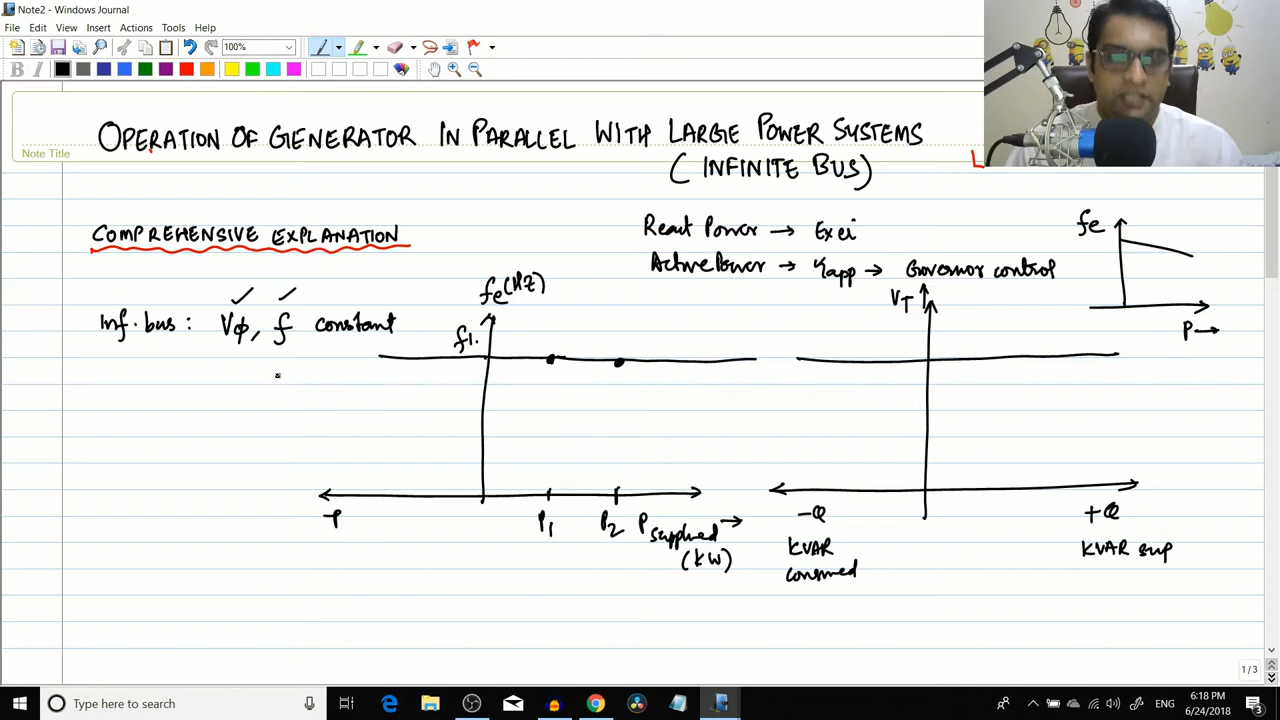 Note2 - Windows Journal
File Edit View Insert Actions Tools Help
100%
OPERATION OF GENERATOR IN PARALLEL WITH LARGE POWER SYSTEMS
(INFINITE BUS)
Note Title
COMPREHENSIVE EXPLANATION
React Power → Exci
Active Power → τapp → Governor control
fe
P→
Inf. bus: Vφ, f constant
fe(HZ)
f1.
-P
P1
P2
P supplied →
(kW)
VT
-Q
+Q
KVAR
consmed
KVAR sup
1/3
Type here to search
ENG
6:18 PM
6/24/2018
3